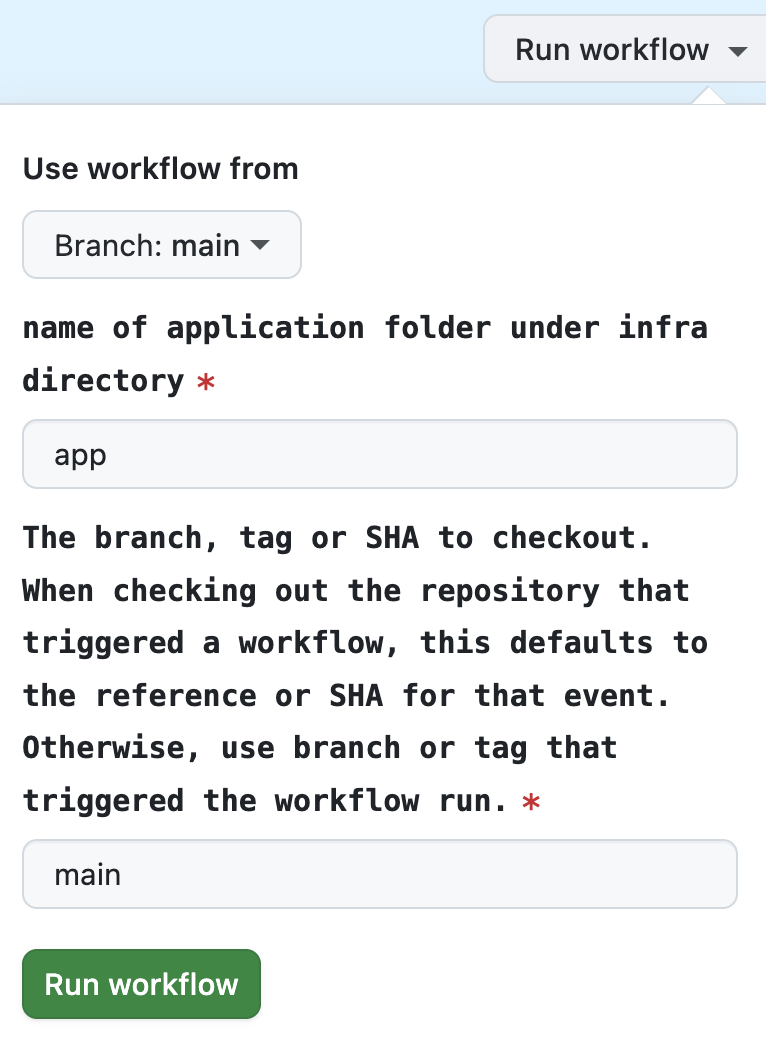 Run workflow
Use workflow from
Branch: main
name of application folder under infra
directory *
app
The branch, tag or SHA to checkout.
When checking out the repository that
triggered a workflow, this defaults to
the reference or SHA for that event.
Otherwise, use branch or tag that
triggered the workflow run. *
main
Run workflow